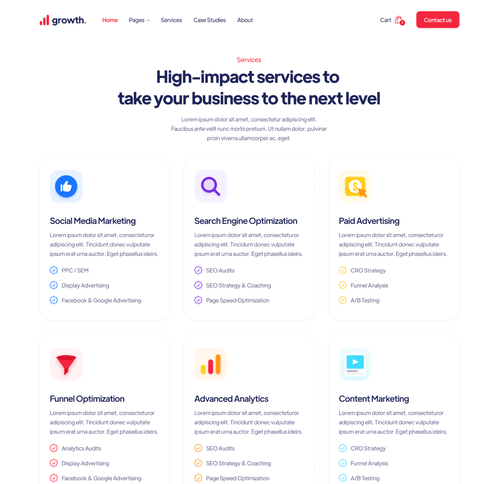 growth.
Home
Pages
Services
Case Studies
About
Cart
Contact us
Services
High-impact services to
take your business to the next level
Lorem ipsum dolor sit amet, consectetur adipiscing elit.
Faucibus ante velit nunc morbi pretium. Ut nullam dolor, pulvinar
proin viverra ullamcorper ac, eget.
Social Media Marketing
Lorem ipsum dolor sit amet, consecteturor
adipiscing elit. Tincidunt donec vulputate
ipsum erat urna auctor. Eget phasellus ideirs.
PPC / SEM
Display Advertising
Facebook & Google Advertising
Search Engine Optimization
Lorem ipsum dolor sit amet, consecteturor
adipiscing elit. Tincidunt donec vulputate
ipsum erat urna auctor. Eget phasellus ideirs.
SEO Audits
SEO Strategy & Coaching
Page Speed Optimization
Paid Advertising
Lorem ipsum dolor sit amet, consecteturor
adipiscing elit. Tincidunt donec vulputate
ipsum erat urna auctor. Eget phasellus ideirs.
CRO Strategy
Funnel Analysis
A/B Testing
Funnel Optimization
Lorem ipsum dolor sit amet, consecteturor
adipiscing elit. Tincidunt donec vulputate
ipsum erat urna auctor. Eget phasellus ideirs.
Analytics Audits
Display Advertising
Facebook & Google Advertising
Advanced Analytics
Lorem ipsum dolor sit amet, consecteturor
adipiscing elit. Tincidunt donec vulputate
ipsum erat urna auctor. Eget phasellus ideirs.
SEO Audits
SEO Strategy & Coaching
Page Speed Optimization
Content Marketing
Lorem ipsum dolor sit amet, consecteturor
adipiscing elit. Tincidunt donec vulputate
ipsum erat urna auctor. Eget phasellus ideirs.
CRO Strategy
Funnel Analysis
A/B Testing